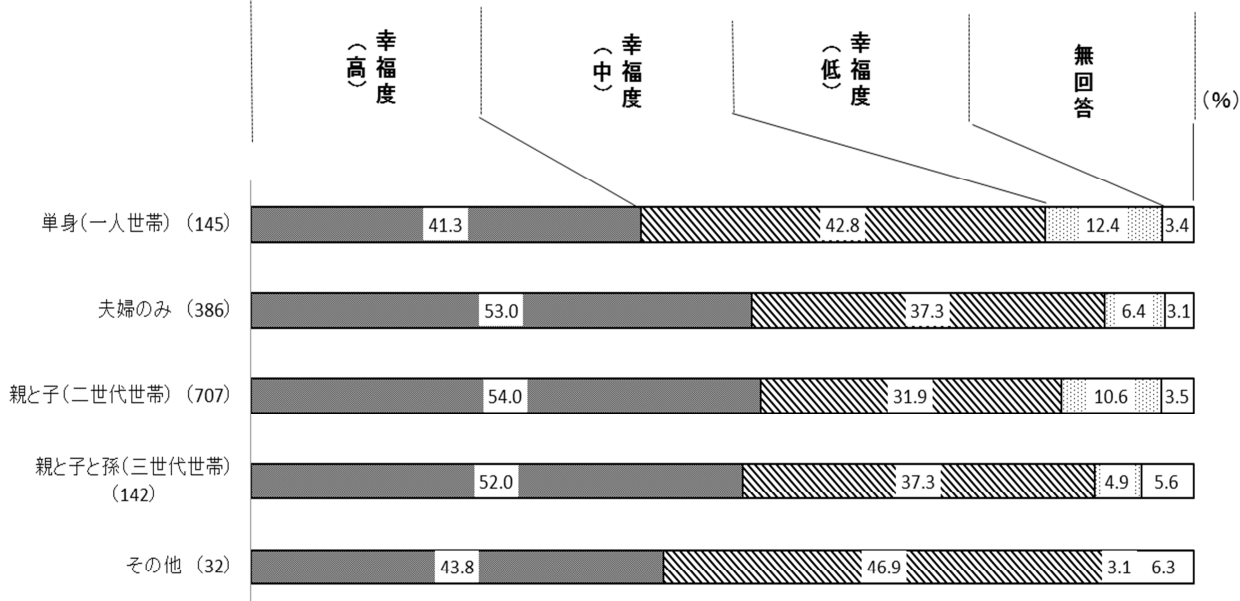 幸福度（高）
幸福度（中）
幸福度（低）
無回答
（%）
単身（一人世帯）（145）
41.3 42.8 12.4 3.4
夫婦のみ（386）
53.0 37.3 6.4 3.1
親と子（二世代世帯）（707）
54.0 31.9 10.6 3.5
親と子と孫（三世代世帯）
（142）
52.0 37.3 4.9 5.6
その他（32）
43.8 46.9 3.1 6.3